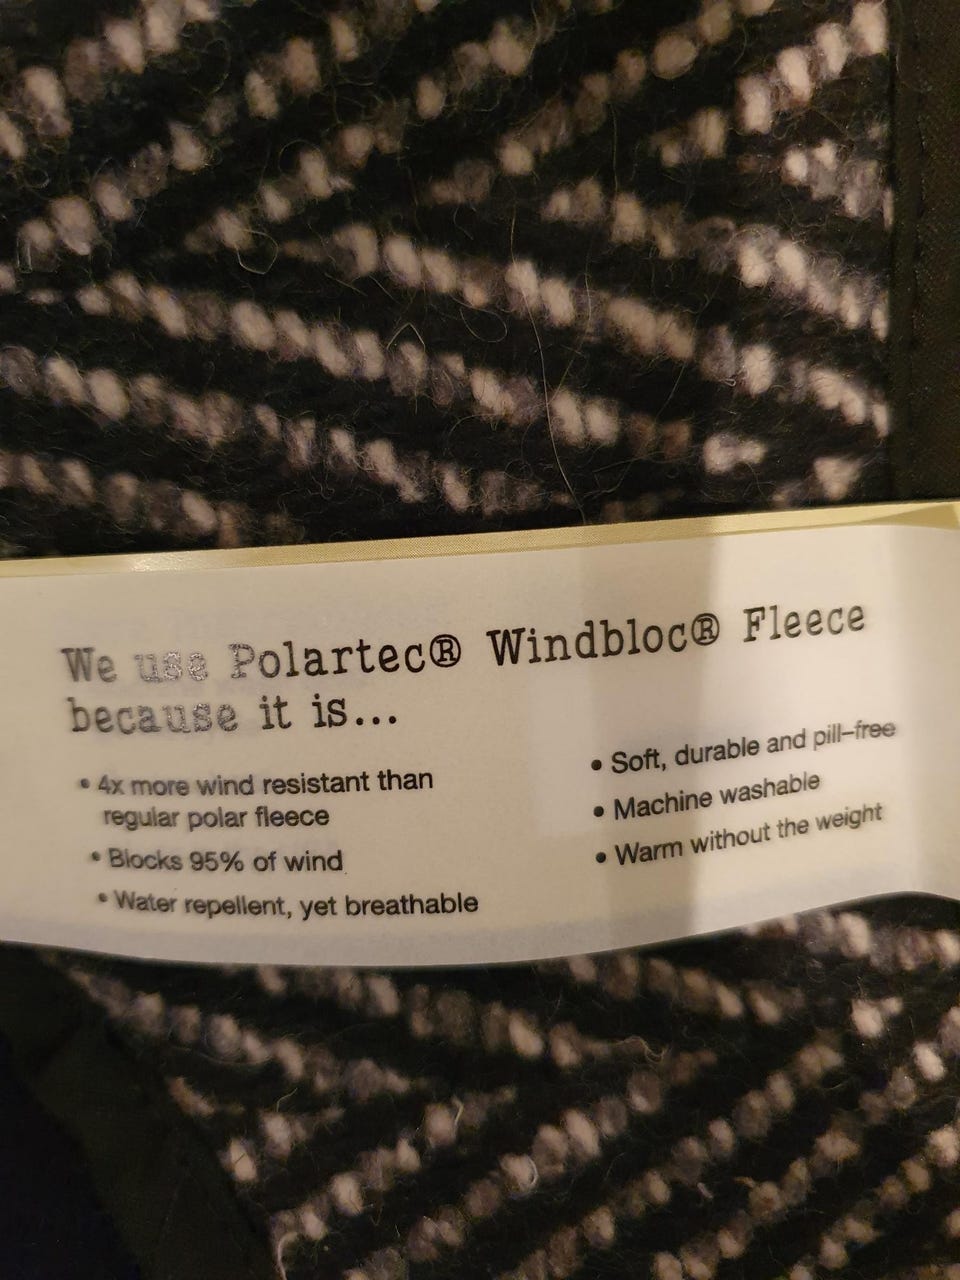 We use Polartec® Windbloc® Fleece
because it is...
• 4x more wind resistant than
regular polar fleece
• Blocks 95% of wind
• Water repellent, yet breathable
• Soft, durable and pill-free
• Machine washable
• Warm without the weight